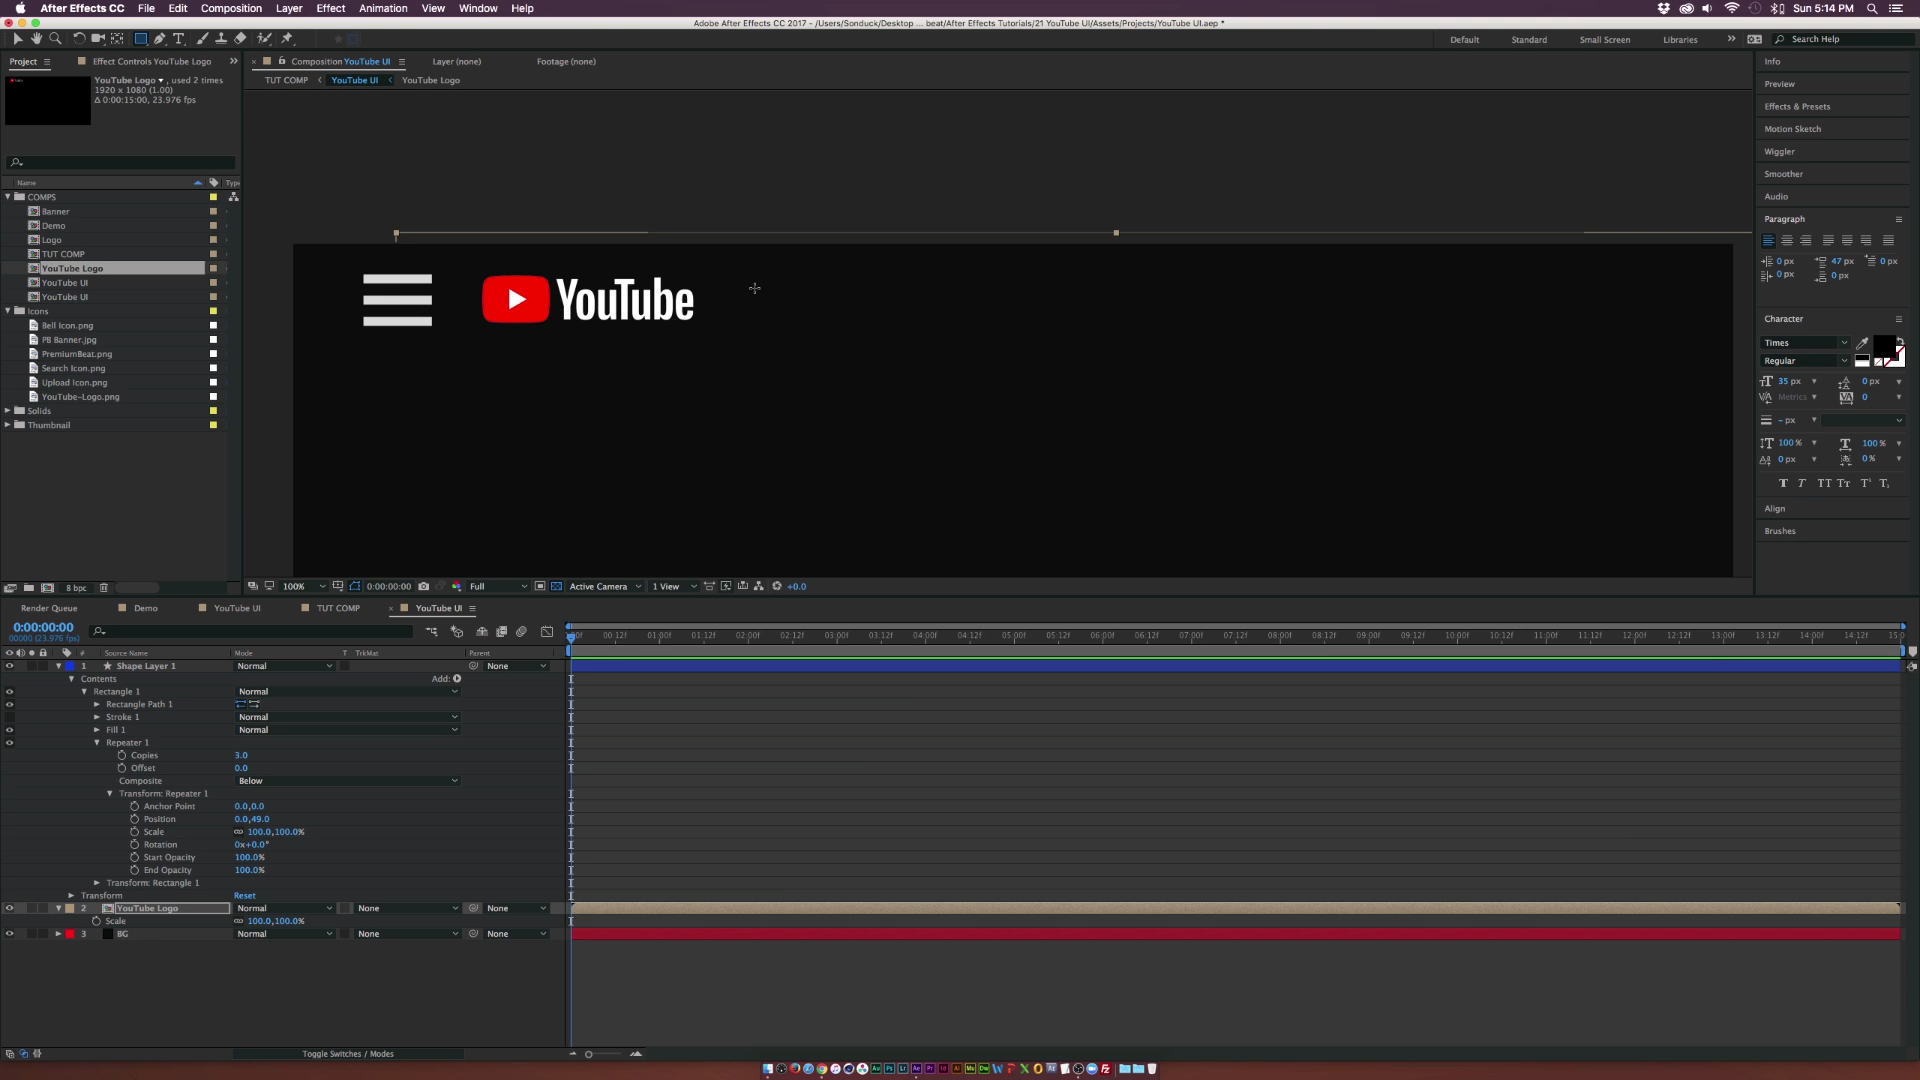 After Effects CC File Edit Composition Layer Effect Animation View Window Help Sun 5:14 PM
Adobe After Effects CC 2017 - /Users/Sonduck/Desktop ... beat/After Effects Tutorials/21 YouTube UI/Assets/Projects/YouTube UI.aep *
Default Standard Small Screen Libraries Search Help
Project Effect Controls YouTube Logo Composition YouTube UI Layer (none) Footage (none) Info
YouTube Logo , used 2 times
1920 x 1080 (1.00)
Δ 0:00:15:00, 23.976 fps
TUT COMP YouTube UI YouTube Logo
Preview
Effects & Presets
Motion Sketch
Wiggler
Smoother
Audio
Paragraph
0 px 47 px 0 px
0 px 0 px
Character
Times
Regular
35 px 0 px
Metrics 0
- px
100 % 100 %
0 px 0 %
T T TT Tт T¹ T₁
Align
Brushes
Name Type
COMPS
Banner
Demo
Logo
TUT COMP
YouTube Logo
YouTube UI
YouTube UI
Icons
Bell Icon.png
PB Banner.jpg
PremiumBeat.png
Search Icon.png
Upload Icon.png
YouTube-Logo.png
Solids
Thumbnail
YouTube
8 bpc
100% 0:00:00:00 Full Active Camera 1 View +0.0
Render Queue Demo YouTube UI TUT COMP YouTube UI
0:00:00:00
00000 (23.976 fps)
00:12f 01:00f 01:12f 02:00f 02:12f 03:00f 03:12f 04:00f 04:12f 05:00f 05:12f 06:00f 06:12f 07:00f 07:12f 08:00f 08:12f 09:00f 09:12f 10:00f 10:12f 11:00f 11:12f 12:00f 12:12f 13:00f 13:12f 14:00f 14:12f 15:0
# Source Name Mode T TrkMat Parent
1 Shape Layer 1 Normal None
Contents Add:
Rectangle 1 Normal
Rectangle Path 1
Stroke 1 Normal
Fill 1 Normal
Repeater 1
Copies 3.0
Offset 0.0
Composite Below
Transform: Repeater 1
Anchor Point 0.0,0.0
Position 0.0,49.0
Scale 100.0,100.0%
Rotation 0x+0.0°
Start Opacity 100.0%
End Opacity 100.0%
Transform: Rectangle 1
Transform Reset
2 YouTube Logo Normal None None
Scale 100.0,100.0%
3 BG Normal None None
Toggle Switches / Modes